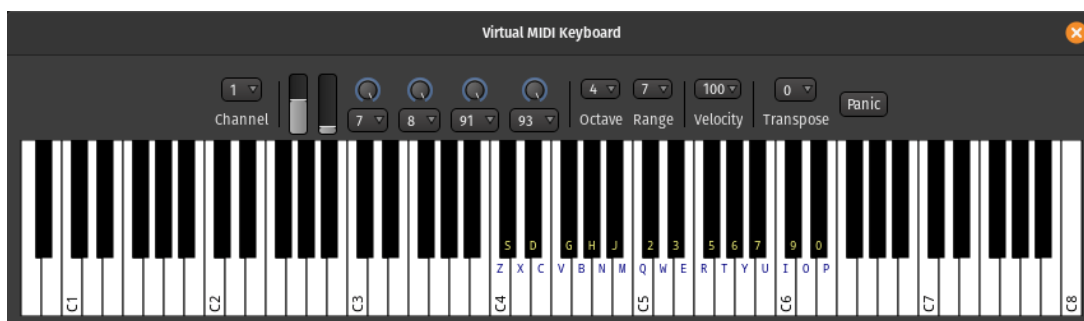 Virtual MIDI Keyboard
1 4 7 100 0
Panic
7 8 91 93
Channel Octave Range Velocity Transpose
S D G H J 2 3 5 6 7 9 0
Z X C V B N M Q W E R T Y U I O P
C1 C2 C3 C4 C5 C6 C7 C8